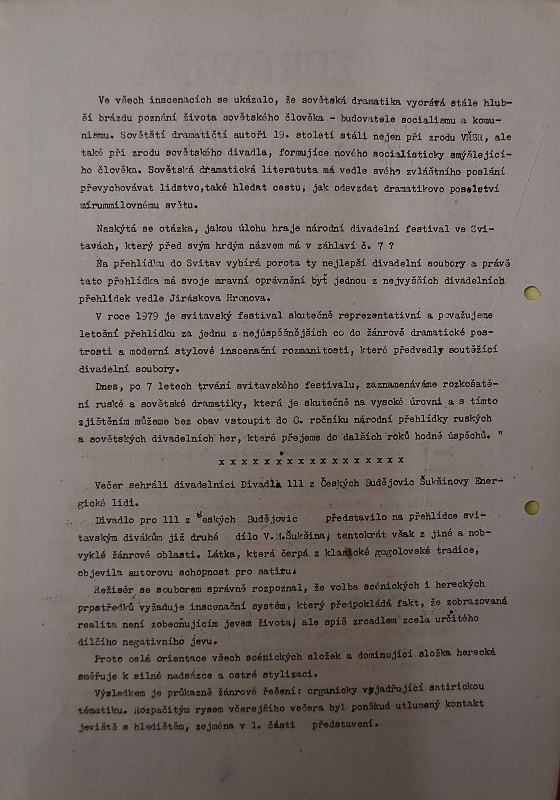 Ve všech inscenacích se ukázalo, že sovětská dramatika vyorává stále hlub-
ší brázdu poznání života sovětského člověka - budovatele socialismu a komu-
nismu. Sovětští dramatičtí autoři 19. století stáli nejen při zrodu VŘSR, ale
také při zrodu sovětského divadla, formujíce nového socialisticky smýšlející-
ho člověka. Sovětská dramatická literatuta má vedle svého zvláštního poslání
převychovávat lidstvo, také hledat cestu, jak odevzdat dramatikovo poselství
mírummilovnému světu.
Naskýtá se otázka, jakou úlohu hraje národní divadelní festival ve Svi-
tavách, který před svým hrdým názvem má v záhlaví č. 7 ?
Na přehlídku do Svitav vybírá porota ty nejlepší divadelní soubory a právě
tato přehlídka má svoje mravní oprávnění být jednou z nejvyšších divadelních
přehlídek vedle Jiráskova Hronova.
V roce 1979 je svitavský festival skutečně reprezentativní a považujeme
letošní přehlídku za jednu z nejúspěšnějších co do žánrově dramatické pes-
trosti a moderní stylové inscenační rozmanitosti, které předvedly soutěžící
divadelní soubory.
Dnes, po 7 letech trvání svitavského festivalu, zaznamenáváme rozkošatě-
ní ruské a sovětské dramatiky, která je skutečně na vysoké úrovni a s tímto
zjištěním můžeme bez obav vstoupit do 8. ročníku národní přehlídky ruských
a sovětských divadelních her, které přejeme do dalších roků hodně úspěchů. "
x x x x x x x x x x x x x x x x x
Večer sehráli divadelníci Divadla 111 z Českých Budějovic Šukšinovy Ener-
gické lidi.
Divadlo pro 111 z Českých Budějovic představilo na přehlídce svi-
tavským divákům již druhé dílo V.M.Šukšina, tentokrát však z jiné a nob-
vyklé žánrové oblasti. Látka, která čerpá z klasické gogolovské tradice,
objevila autorovu schopnost pro satiru.
Režisér se souborem správně rozpoznal, že volba scénických i hereckých
prostředků vyžaduje inscenační systém, který předpokládá fakt, že zobrazovaná
realita není zobecňujícím jevem života, ale spíš zrcadlem zcela určitého
dílčího negativního jevu.
Proto celá orientace všech scénických složek a dominující složka herecká
směřuje k silné nadsázce a ostré stylizaci.
Výsledkem je průkazně žánrové řešení: organicky vyjadřující satirickou
tématiku. Rozpačitým rysem včerejšího večera byl poněkud utlumený kontakt
jeviště s hledištěm, zejména v 1. části představení.